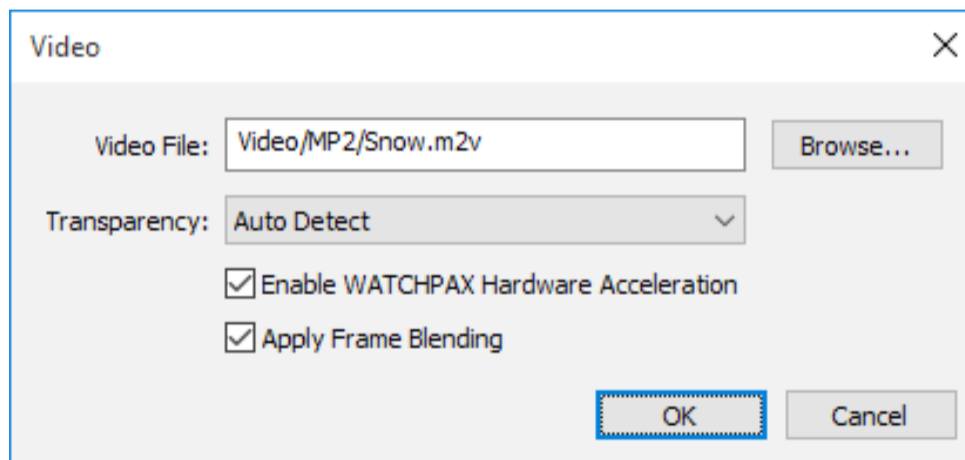 Video
Video File: Video/MP2/Snow.m2v Browse...
Transparency: Auto Detect
Enable WATCHPAX Hardware Acceleration
Apply Frame Blending
OK Cancel